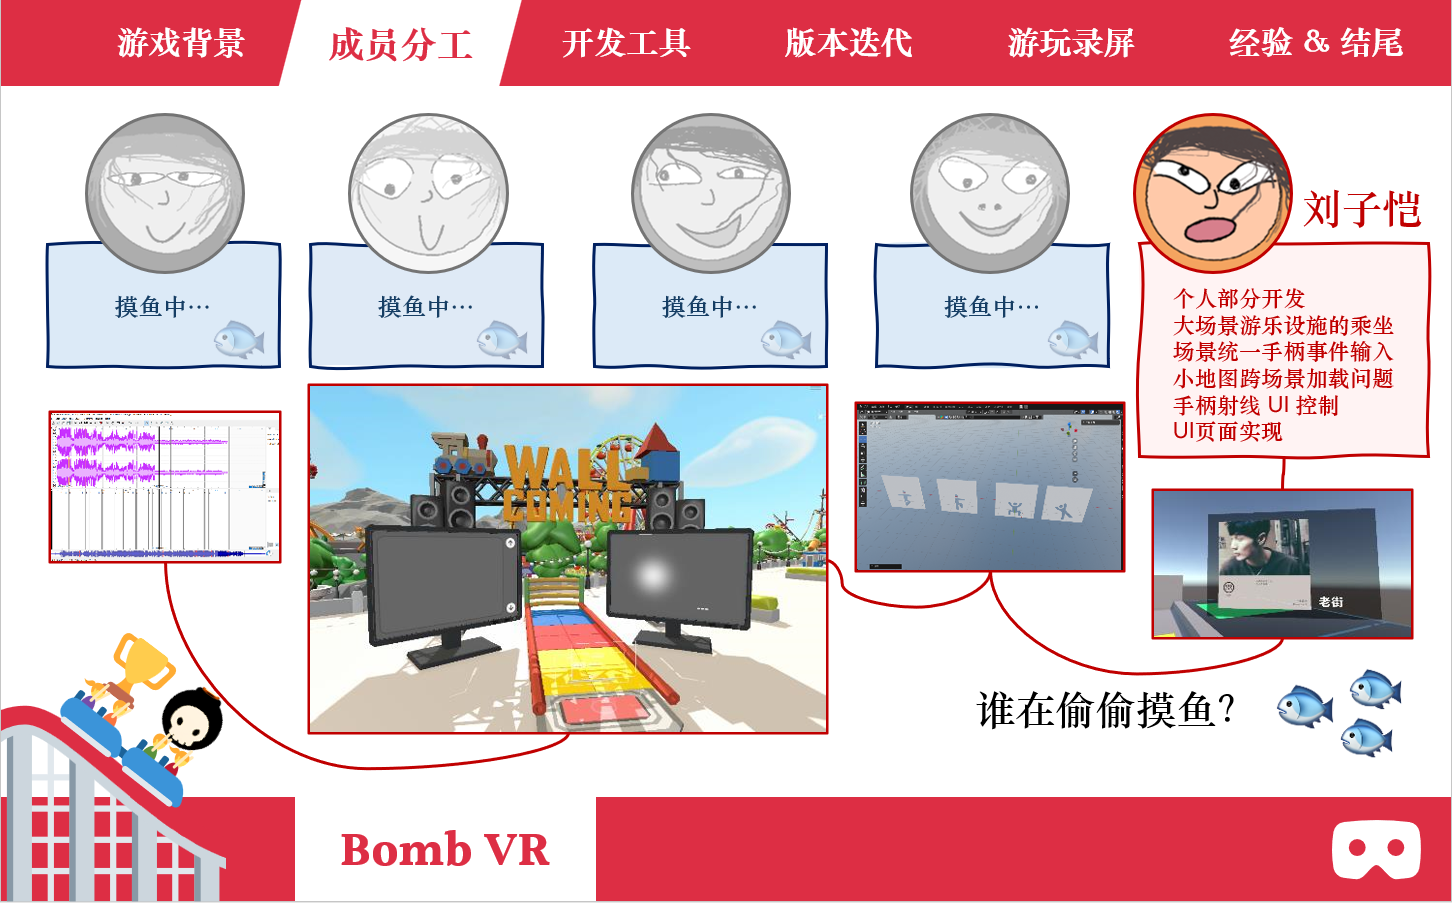 游戏背景
成员分工
开发工具
版本迭代
游玩录屏
经验 & 结尾
刘子恺
摸鱼中…
摸鱼中…
摸鱼中…
摸鱼中…
个人部分开发
大场景游乐设施的乘坐
场景统一手柄事件输入
小地图跨场景加载问题
手柄射线 UI 控制
UI页面实现
WALL
COMING
老街
谁在偷偷摸鱼？
Bomb VR